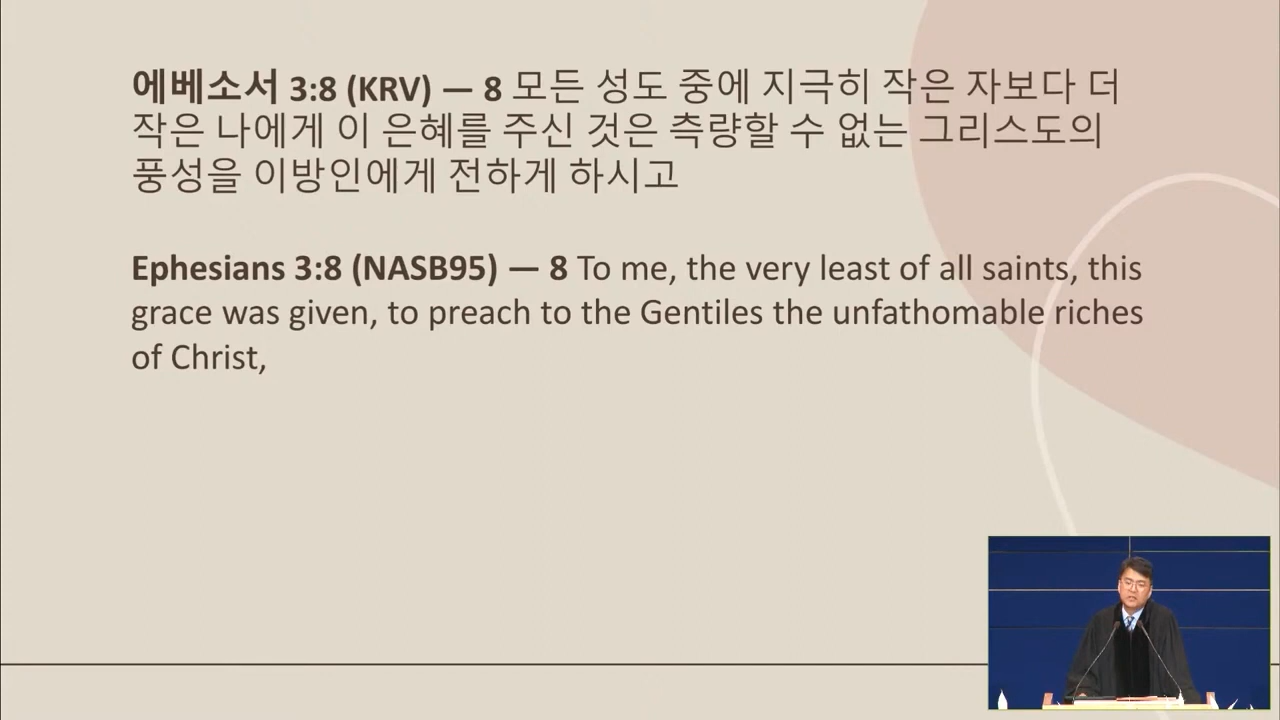 에베소서 3:8 (KRV) — 8 모든 성도 중에 지극히 작은 자보다 더
작은 나에게 이 은혜를 주신 것은 측량할 수 없는 그리스도의
풍성을 이방인에게 전하게 하시고
Ephesians 3:8 (NASB95) — 8 To me, the very least of all saints, this
grace was given, to preach to the Gentiles the unfathomable riches
of Christ,